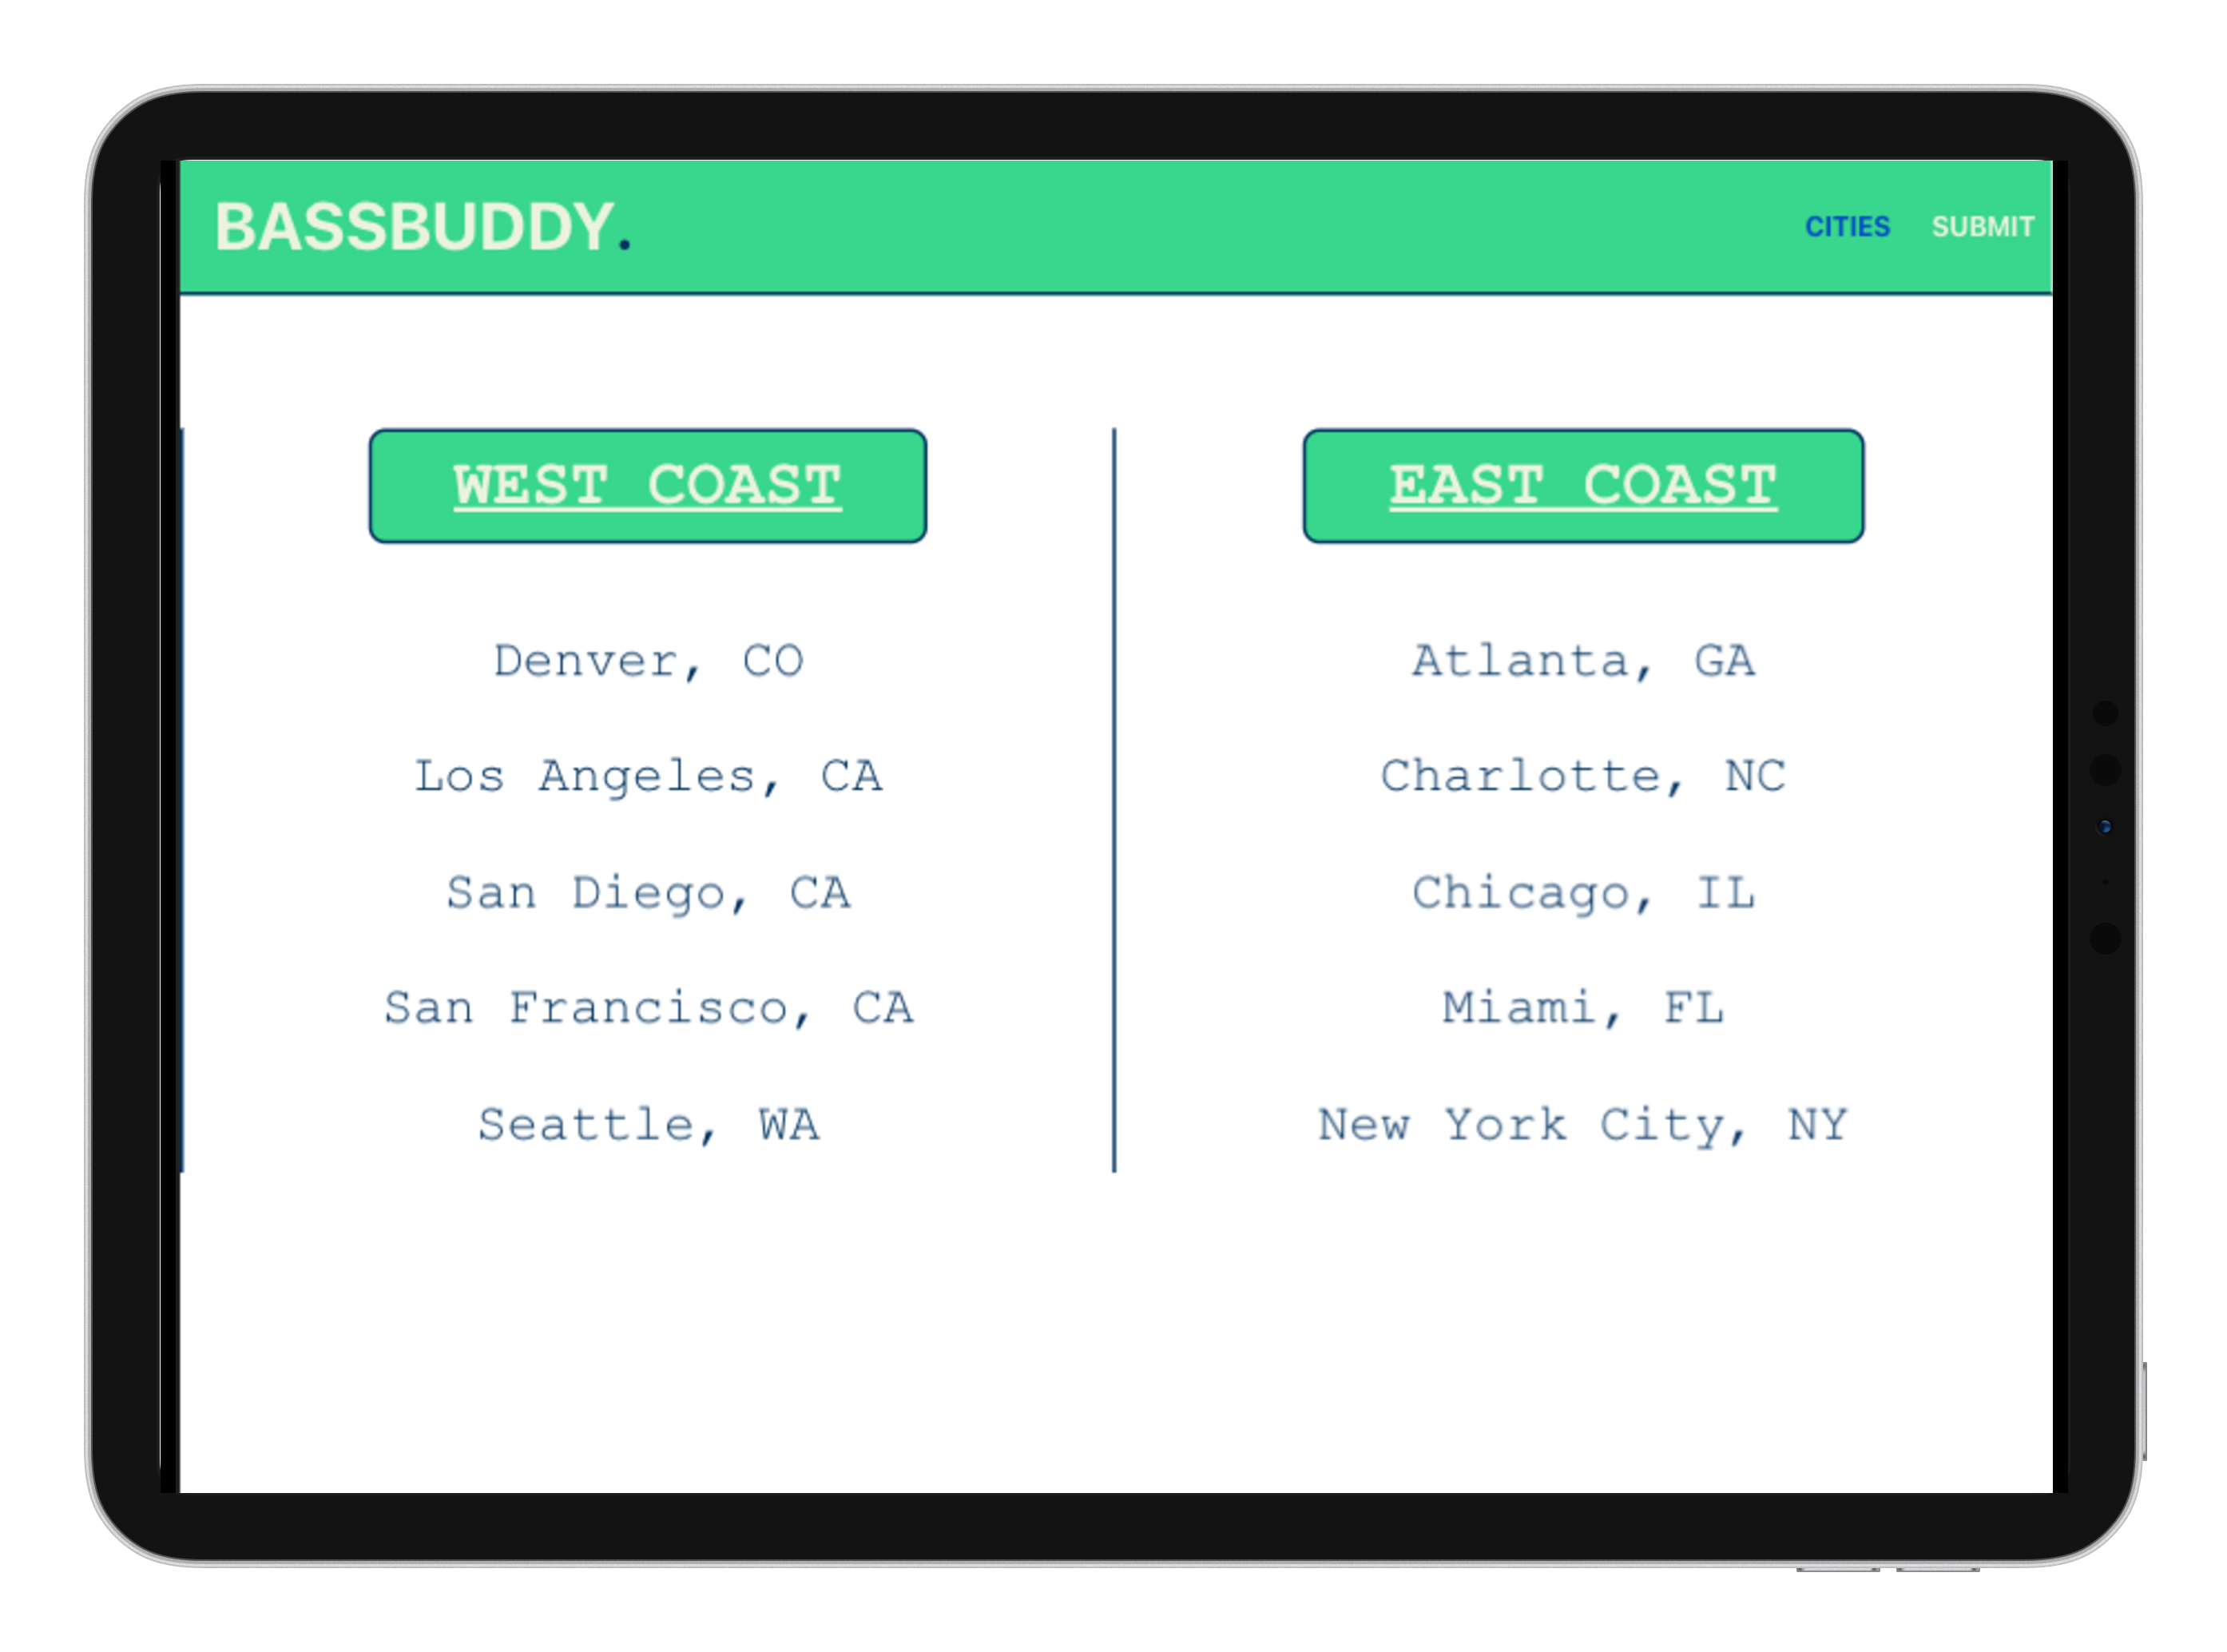 BASSBUDDY.
CITIES SUBMIT
WEST COAST
Denver, CO
Los Angeles, CA
San Diego, CA
San Francisco, CA
Seattle, WA
EAST COAST
Atlanta, GA
Charlotte, NC
Chicago, IL
Miami, FL
New York City, NY